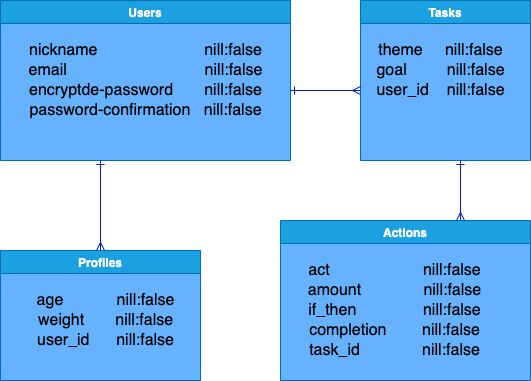 Users
nickname nill:false
email nill:false
encryptde-password nill:false
password-confirmation nill:false
Tasks
theme nill:false
goal nill:false
user_id nill:false
Profiles
age nill:false
weight nill:false
user_id nill:false
Actions
act nill:false
amount nill:false
if_then nill:false
completion nill:false
task_id nill:false